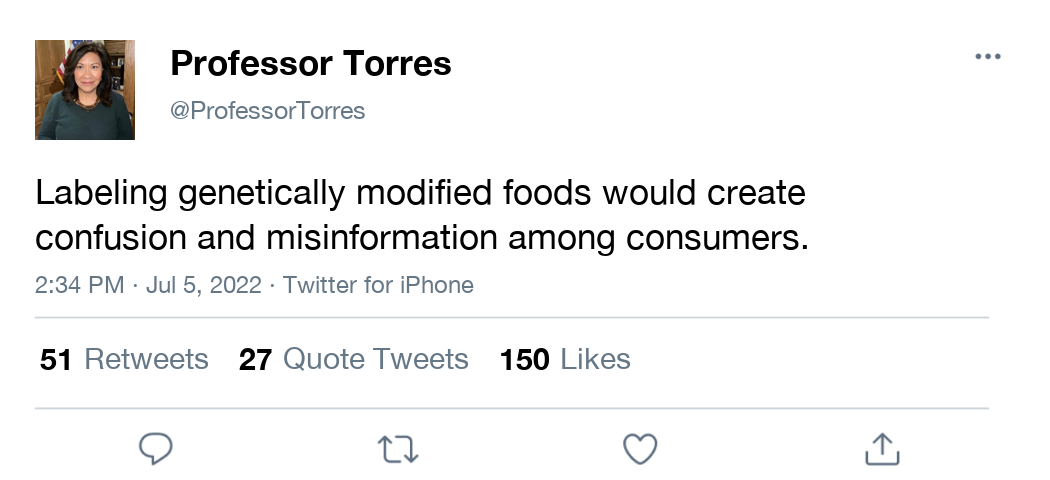 Professor Torres
@ProfessorTorres
Labeling genetically modified foods would create
confusion and misinformation among consumers.
2:34 PM · Jul 5, 2022 · Twitter for iPhone
51 Retweets 27 Quote Tweets 150 Likes